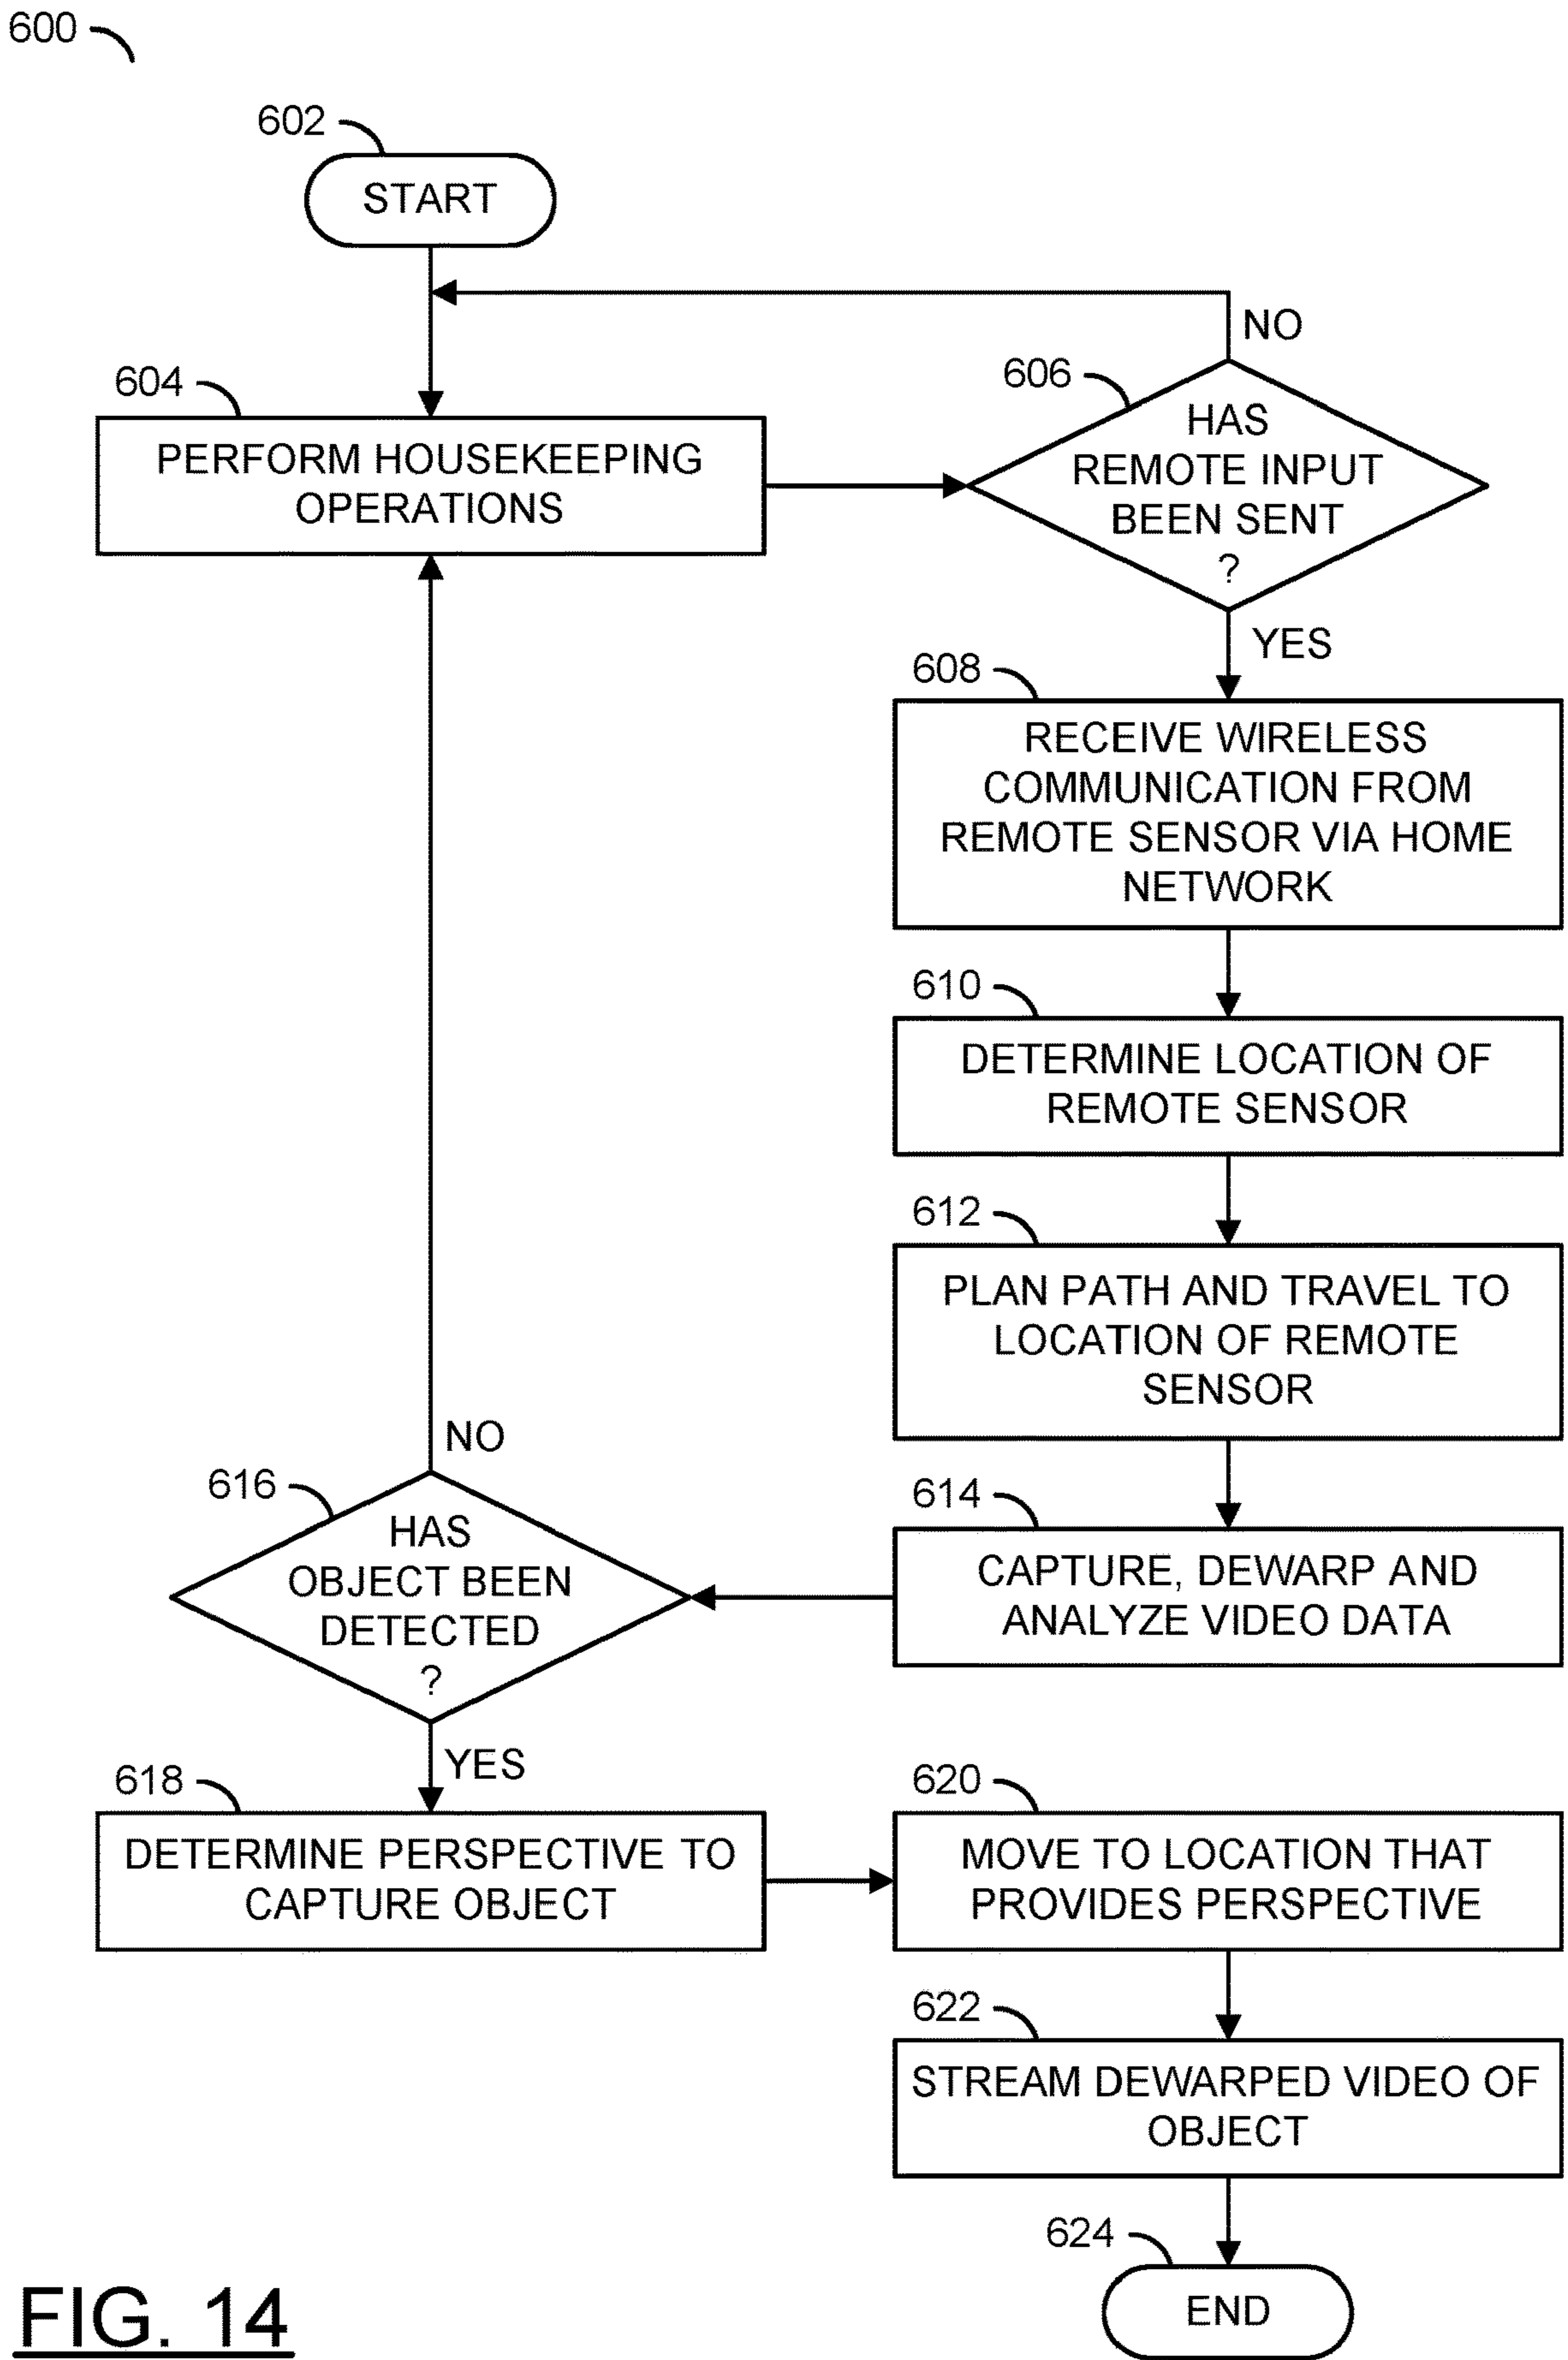 600
602
START
NO
604
PERFORM HOUSEKEEPING
OPERATIONS
606
HAS
REMOTE INPUT
BEEN SENT
?
YES
608
RECEIVE WIRELESS
COMMUNICATION FROM
REMOTE SENSOR VIA HOME
NETWORK
610
DETERMINE LOCATION OF
REMOTE SENSOR
612
PLAN PATH AND TRAVEL TO
LOCATION OF REMOTE
SENSOR
614
CAPTURE, DEWARP AND
ANALYZE VIDEO DATA
NO
616
HAS
OBJECT BEEN
DETECTED
?
YES
618
DETERMINE PERSPECTIVE TO
CAPTURE OBJECT
620
MOVE TO LOCATION THAT
PROVIDES PERSPECTIVE
622
STREAM DEWARPED VIDEO OF
OBJECT
624
END
FIG. 14